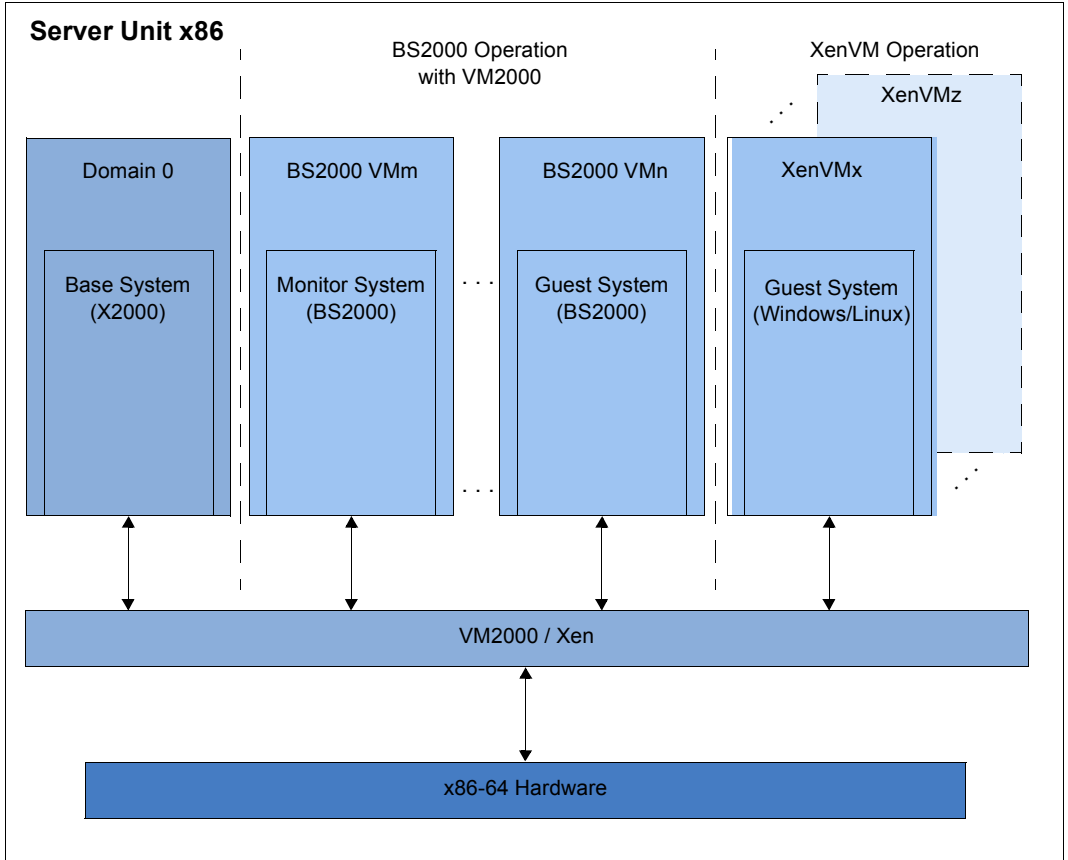 Server Unit x86
BS2000 Operation
with VM2000
XenVM Operation
XenVMz
Domain 0
BS2000 VMm
BS2000 VMn
XenVMx
Base System
(X2000)
Monitor System
(BS2000)
. . .
Guest System
(BS2000)
Guest System
(Windows/Linux)
. . .
. . .
. . .
VM2000 / Xen
x86-64 Hardware